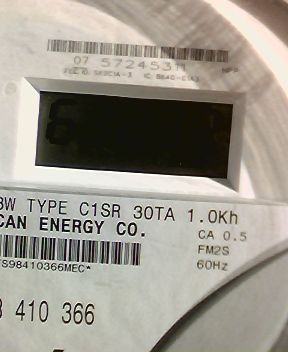 07 57245311
3W TYPE C1SR 30TA 1.0Kh
CAN ENERGY CO.
CA 0.5
FM2S
60Hz
S98410366MEC*
8 410 366